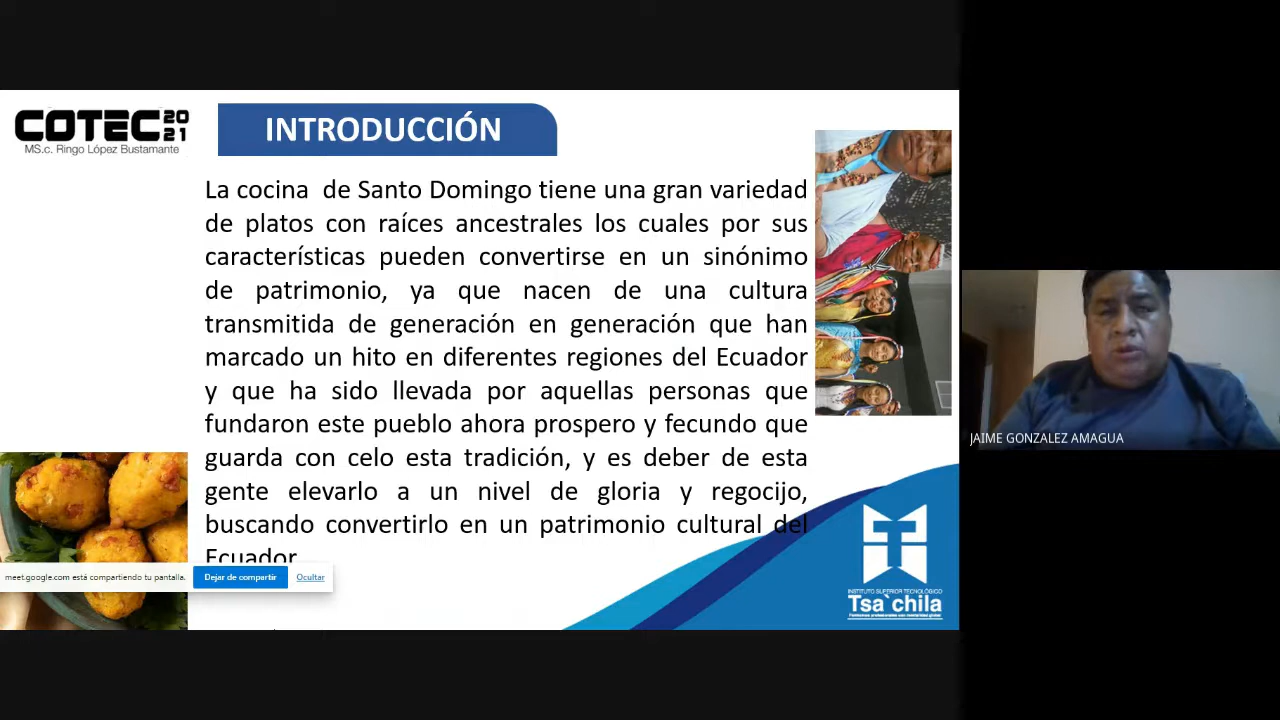 COTEC 20 21
MS.c. Ringo López Bustamante
INTRODUCCIÓN
La cocina de Santo Domingo tiene una gran variedad
de platos con raíces ancestrales los cuales por sus
características pueden convertirse en un sinónimo
de patrimonio, ya que nacen de una cultura
transmitida de generación en generación que han
marcado un hito en diferentes regiones del Ecuador
y que ha sido llevada por aquellas personas que
fundaron este pueblo ahora prospero y fecundo que
guarda con celo esta tradición, y es deber de esta
gente elevarlo a un nivel de gloria y regocijo,
buscando convertirlo en un patrimonio cultural del
Ecuador
meet.google.com está compartiendo tu pantalla.
Dejar de compartir
Ocultar
JAIME GONZALEZ AMAGUA
INSTITUTO SUPERIOR TECNOLÓGICO
Tsa`chila